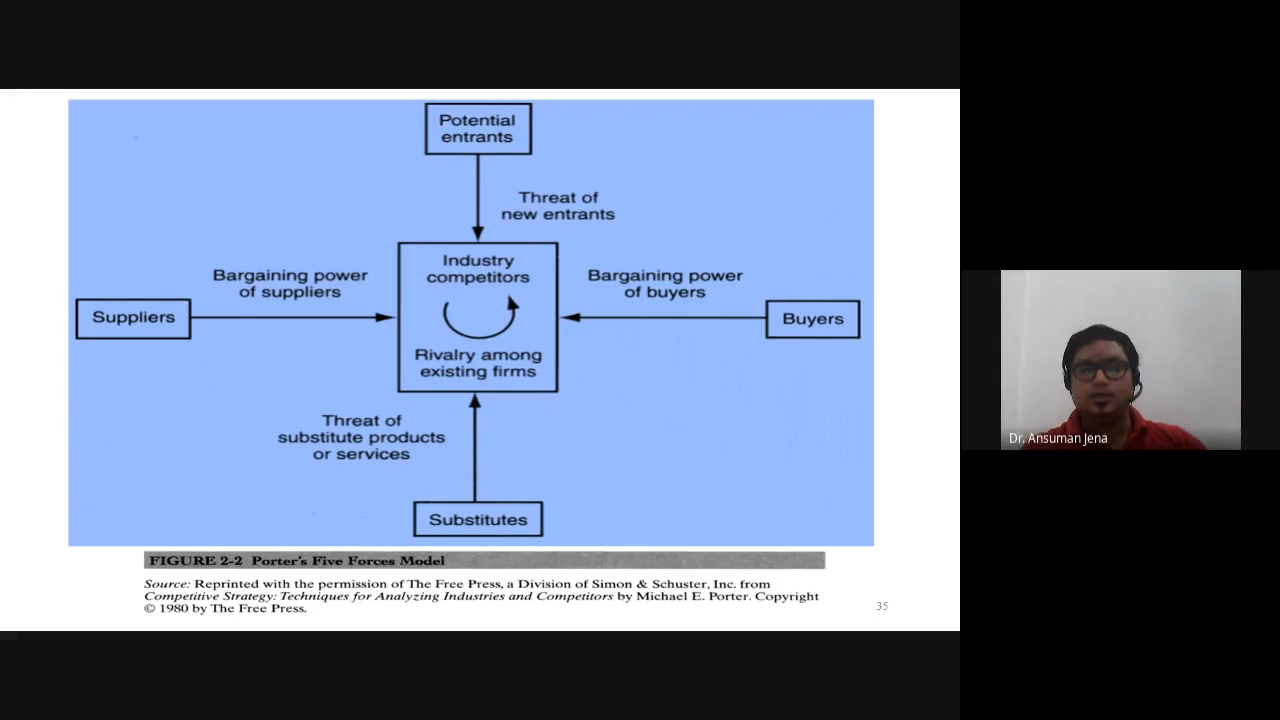 Potential
entrants
Threat of
new entrants
Industry
competitors
Bargaining power
of suppliers
Bargaining power
of buyers
Suppliers
Buyers
Rivalry among
existing firms
Threat of
substitute products
or services
Substitutes
FIGURE 2-2 Porter's Five Forces Model
Source: Reprinted with the permission of The Free Press, a Division of Simon & Schuster, Inc. from
Competitive Strategy: Techniques for Analyzing Industries and Competitors by Michael E. Porter. Copyright
© 1980 by The Free Press.
35
Dr. Ansuman Jena